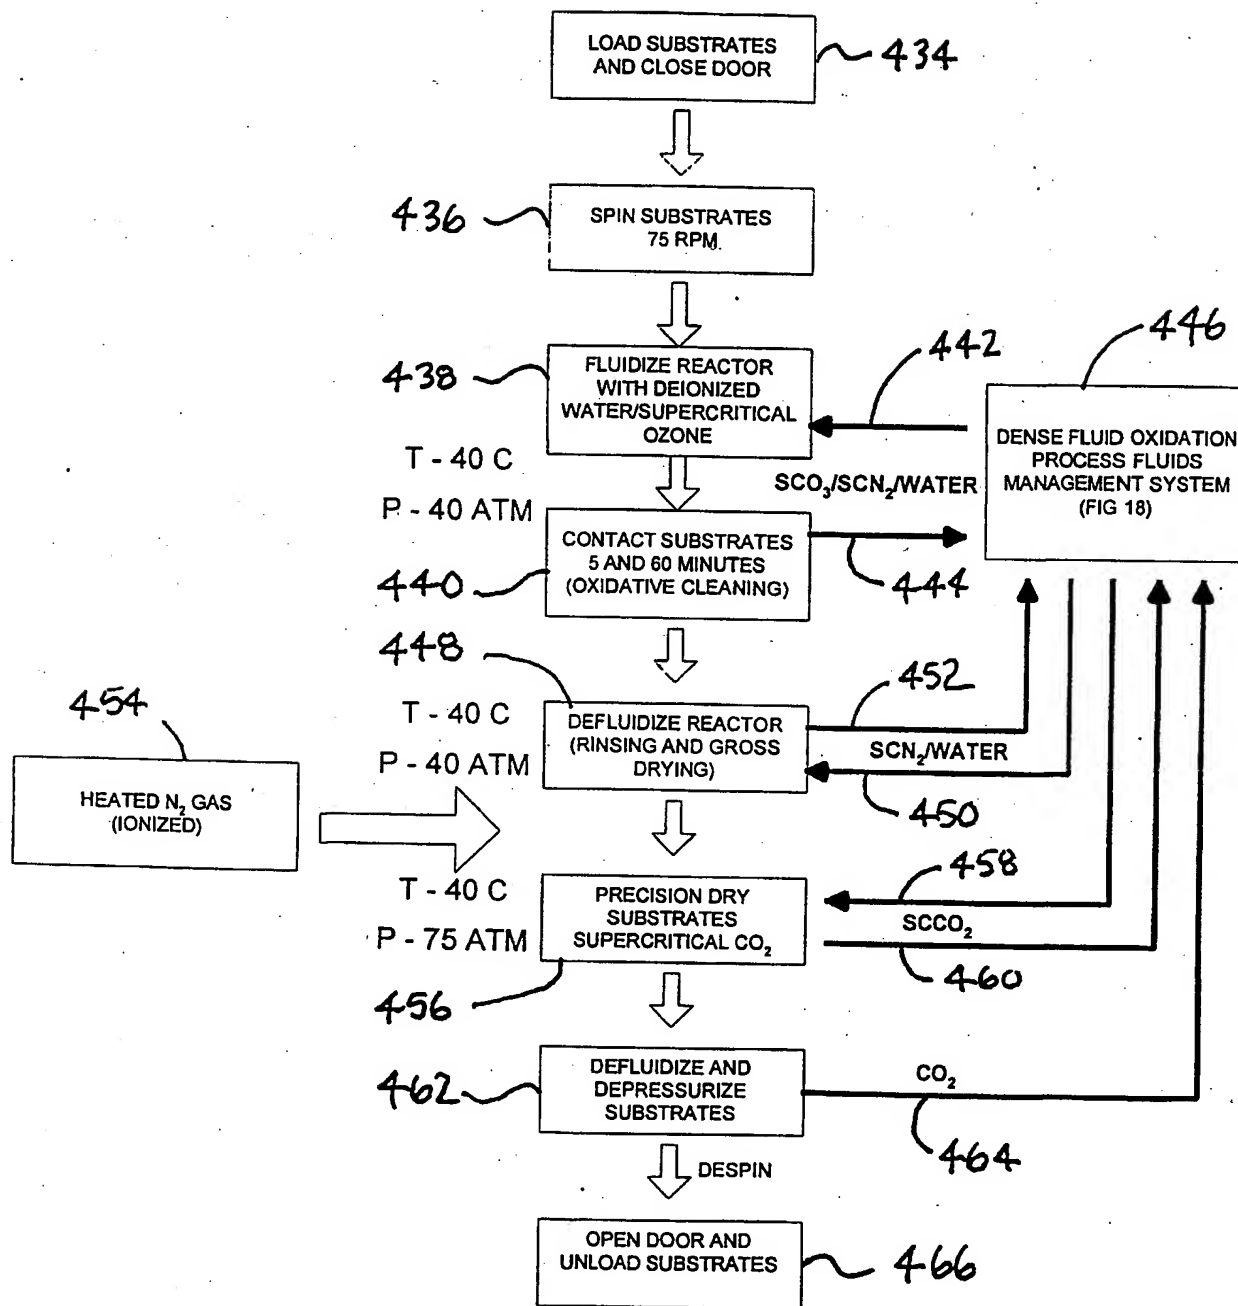 LOAD SUBSTRATES
AND CLOSE DOOR
434
436
SPIN SUBSTRATES
75 RPM
438
FLUIDIZE REACTOR
WITH DEIONIZED
WATER/SUPERCRITICAL
OZONE
442
446
DENSE FLUID OXIDATION
PROCESS FLUIDS
MANAGEMENT SYSTEM
(FIG 18)
T - 40 C
P - 40 ATM
SCO₃/SCN₂/WATER
440
CONTACT SUBSTRATES
5 AND 60 MINUTES
(OXIDATIVE CLEANING)
444
448
452
454
T - 40 C
P - 40 ATM
DEFLUIDIZE REACTOR
(RINSING AND GROSS
DRYING)
SCN₂/WATER
450
HEATED N₂ GAS
(IONIZED)
458
T - 40 C
P - 75 ATM
PRECISION DRY
SUBSTRATES
SUPERCRITICAL CO₂
SCCO₂
460
456
462
DEFLUIDIZE AND
DEPRESSURIZE
SUBSTRATES
CO₂
464
DESPIN
OPEN DOOR AND
UNLOAD SUBSTRATES
466